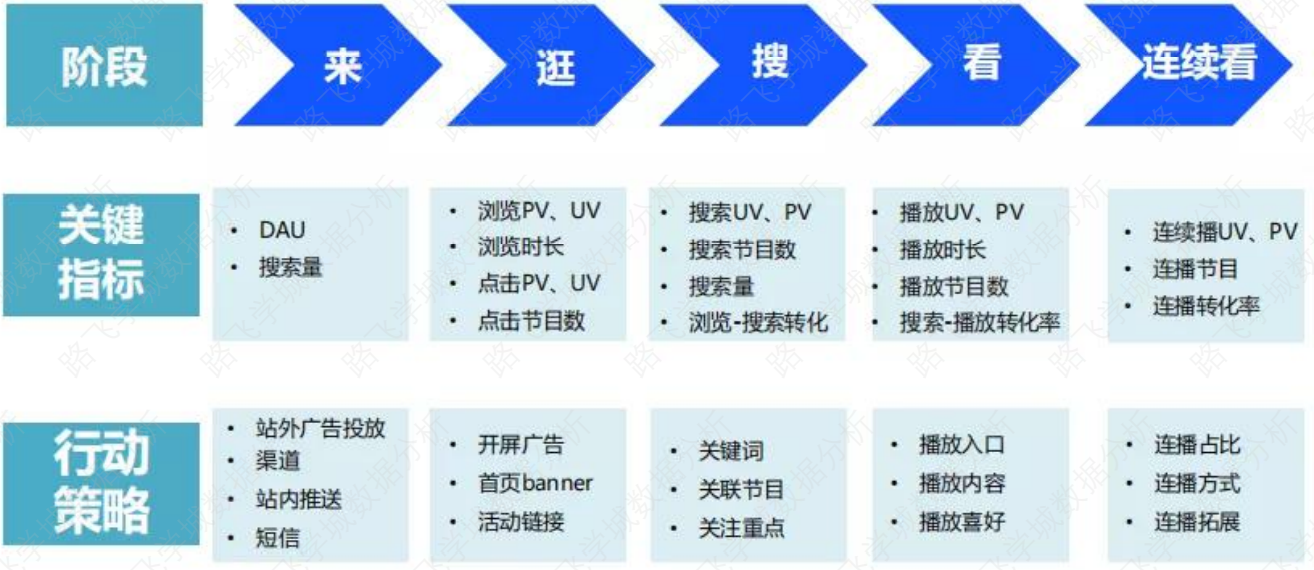 阶段
来
逛
搜
看
连续看
关键
指标
• DAU
• 搜索量
• 浏览PV、UV
• 浏览时长
• 点击PV、UV
• 点击节目数
• 搜索UV、PV
• 搜索节目数
• 搜索量
• 浏览-搜索转化
• 播放UV、PV
• 播放时长
• 播放节目数
• 搜索-播放转化率
• 连续播UV、PV
• 连播节目
• 连播转化率
行动
策略
• 站外广告投放
• 渠道
• 站内推送
• 短信
• 开屏广告
• 首页banner
• 活动链接
• 关键词
• 关联节目
• 关注重点
• 播放入口
• 播放内容
• 播放喜好
• 连播占比
• 连播方式
• 连播拓展
路飞学城数据分析